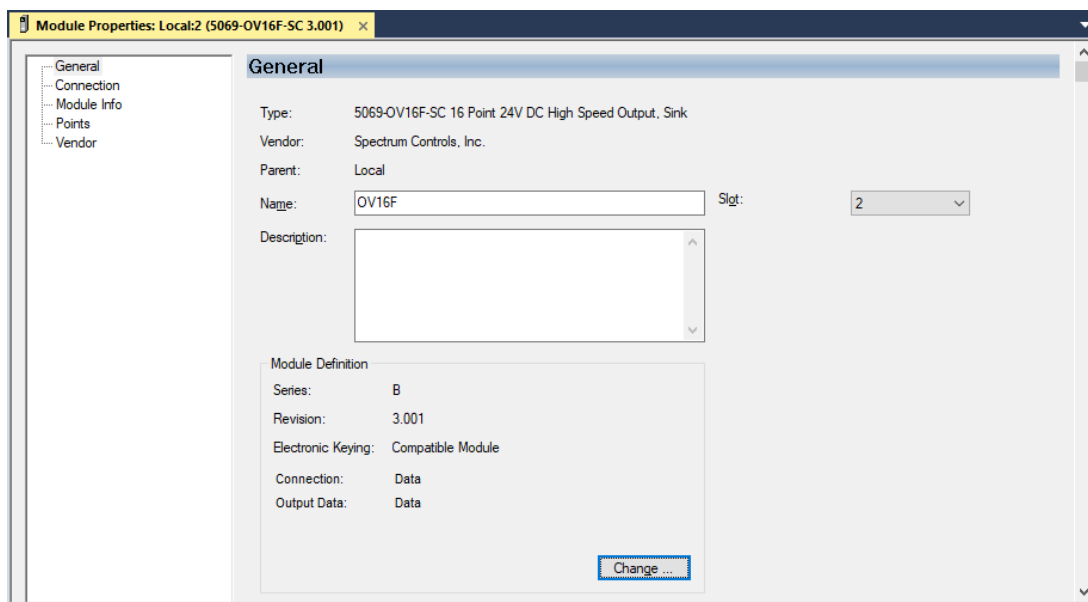 Module Properties: Local:2 (5069-OV16F-SC 3.001)
General
Connection
Module Info
Points
Vendor
General
Type: 5069-OV16F-SC 16 Point 24V DC High Speed Output, Sink
Vendor: Spectrum Controls, Inc.
Parent: Local
Name: OV16F Slot: 2
Description:
Module Definition
Series: B
Revision: 3.001
Electronic Keying: Compatible Module
Connection: Data
Output Data: Data
Change ...